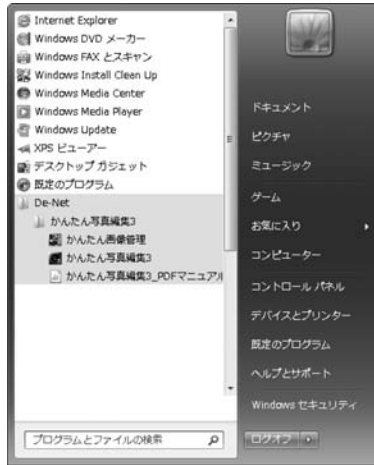 Internet Explorer
Windows DVD メーカー
Windows FAX とスキャン
Windows Install Clean Up
Windows Media Center
Windows Media Player
Windows Update
XPS ビューアー
デスクトップ ガジェット
既定のプログラム
De-Net
かんたん写真編集3
かんたん画像管理
かんたん写真編集3
かんたん写真編集3_PDFマニュアル
プログラムとファイルの検索
ドキュメント
ピクチャ
ミュージック
ゲーム
お気に入り
コンピューター
コントロール パネル
デバイスとプリンター
既定のプログラム
ヘルプとサポート
Windows セキュリティ
ログオフ